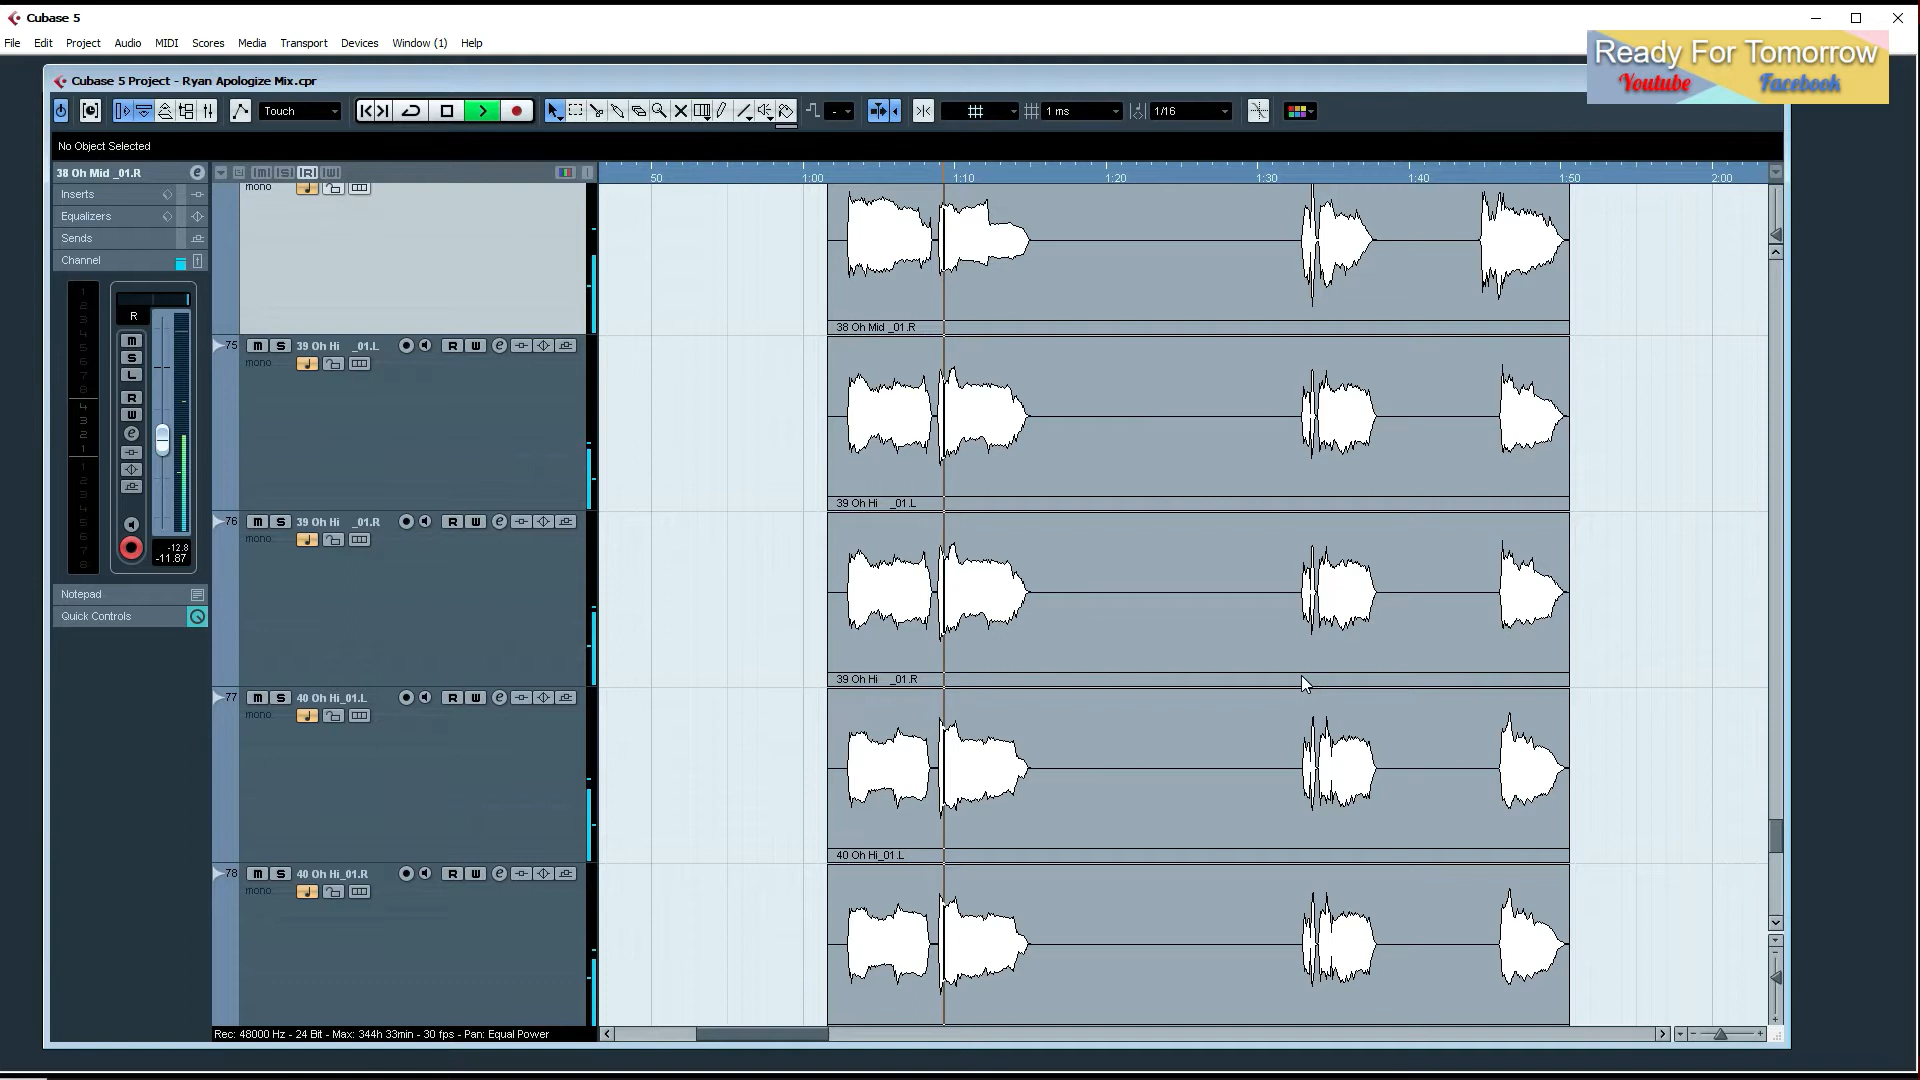 Cubase 5
File Edit Project Audio MIDI Scores Media Transport Devices Window (1) Help
Ready For Tomorrow
Youtube Facebook
Cubase 5 Project - Ryan Apologize Mix.cpr
Touch 1 ms 1/16
No Object Selected
38 Oh Mid _01.R
50 1:00 1:10 1:20 1:30 1:40 1:50 2:00
Inserts
Equalizers
Sends
Channel
R
M
S
L
R
W
e
-12.8
-11.87
Notepad
Quick Controls
mono
38 Oh Mid _01.R
75 M S 39 Oh Hi _01.L R W e
mono
39 Oh Hi _01.L
76 M S 39 Oh Hi _01.R R W e
mono
39 Oh Hi _01.R
77 M S 40 Oh Hi_01.L R W e
mono
40 Oh Hi_01.L
78 M S 40 Oh Hi_01.R R W e
mono
Rec: 48000 Hz - 24 Bit - Max: 344h 33min - 30 fps - Pan: Equal Power